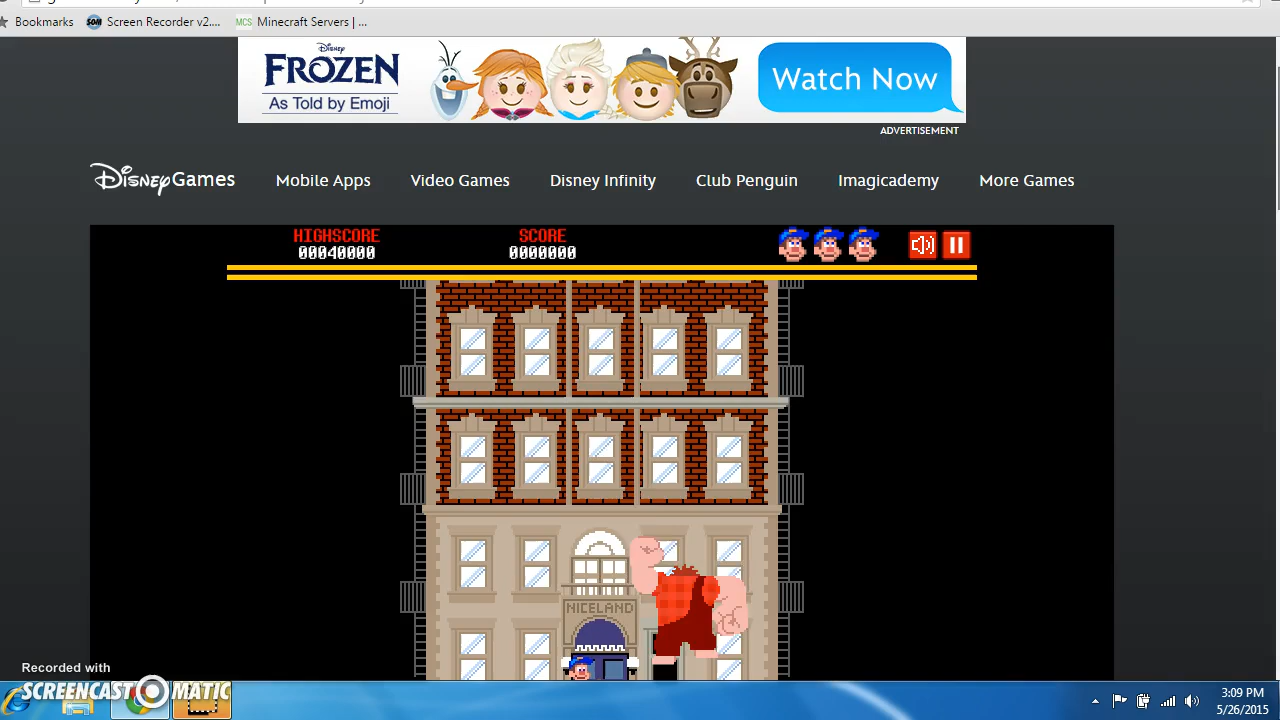 Bookmarks Screen Recorder v2.... MCS Minecraft Servers | ...
Disney
FROZEN
As Told by Emoji
Watch Now
ADVERTISEMENT
Disney Games Mobile Apps Video Games Disney Infinity Club Penguin Imagicademy More Games
HIGHSCORE SCORE
00040000 0000000
NICELAND
Recorded with
SCREENCAST MATIC
3:09 PM
5/26/2015